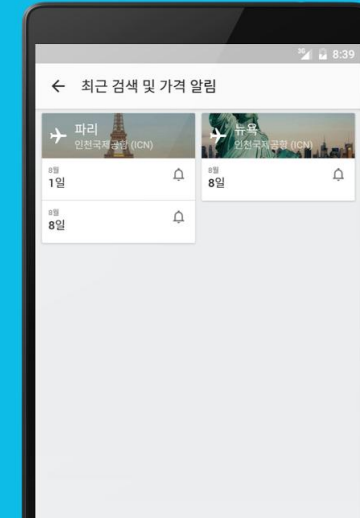 3G 8:39
최근 검색 및 가격 알림
파리
인천국제공항 (ICN)
8월
1일
8월
8일
뉴욕
인천국제공항 (ICN)
8월
8일